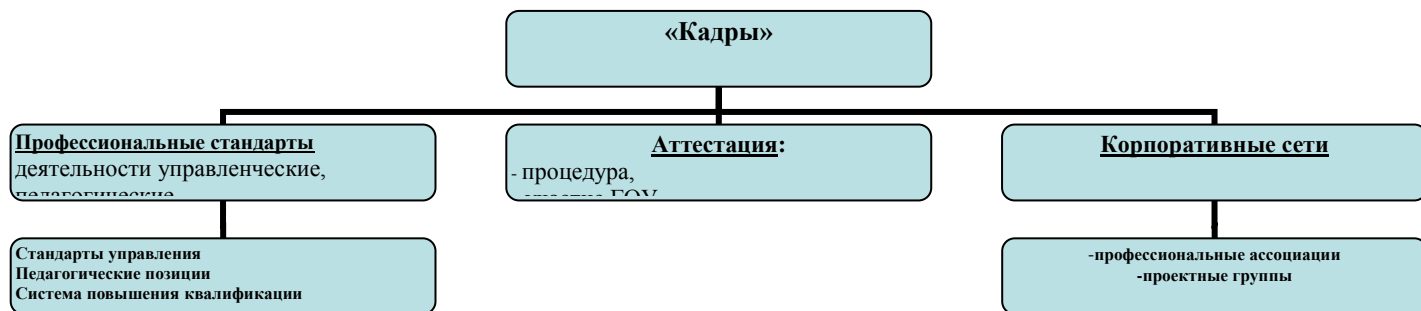 «Кадры»
Профессиональные стандарты
деятельности управленческие,
педагогические
Аттестация:
- процедура,
Корпоративные сети
Стандарты управления
Педагогические позиции
Система повышения квалификации
-профессиональные ассоциации
-проектные группы